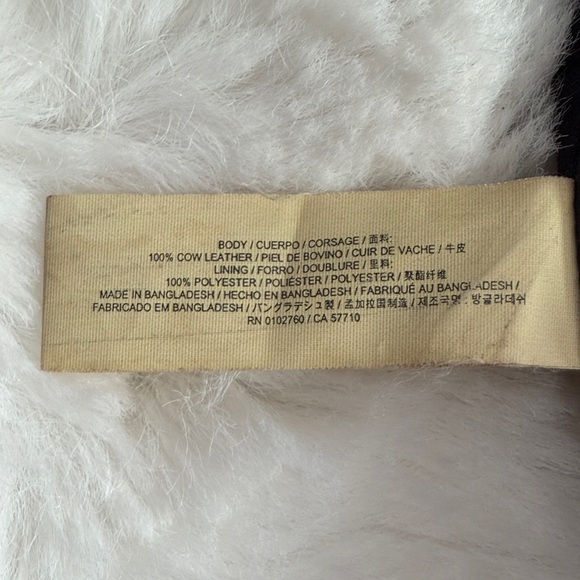 BODY / CUERPO / CORSAGE / 面料:
100% COW LEATHER / PIEL DE BOVINO / CUIR DE VACHE / 牛皮
LINING / FORRO / DOUBLURE / 里料:
100% POLYESTER / POLIÉSTER / POLYESTER / 聚酯纤维
MADE IN BANGLADESH / HECHO EN BANGLADESH / FABRIQUÉ AU BANGLADESH /
FABRICADO EM BANGLADESH / バングラデシュ製 / 孟加拉国制造 / 제조국명 : 방글라데쉬
RN 0102760 / CA 57710